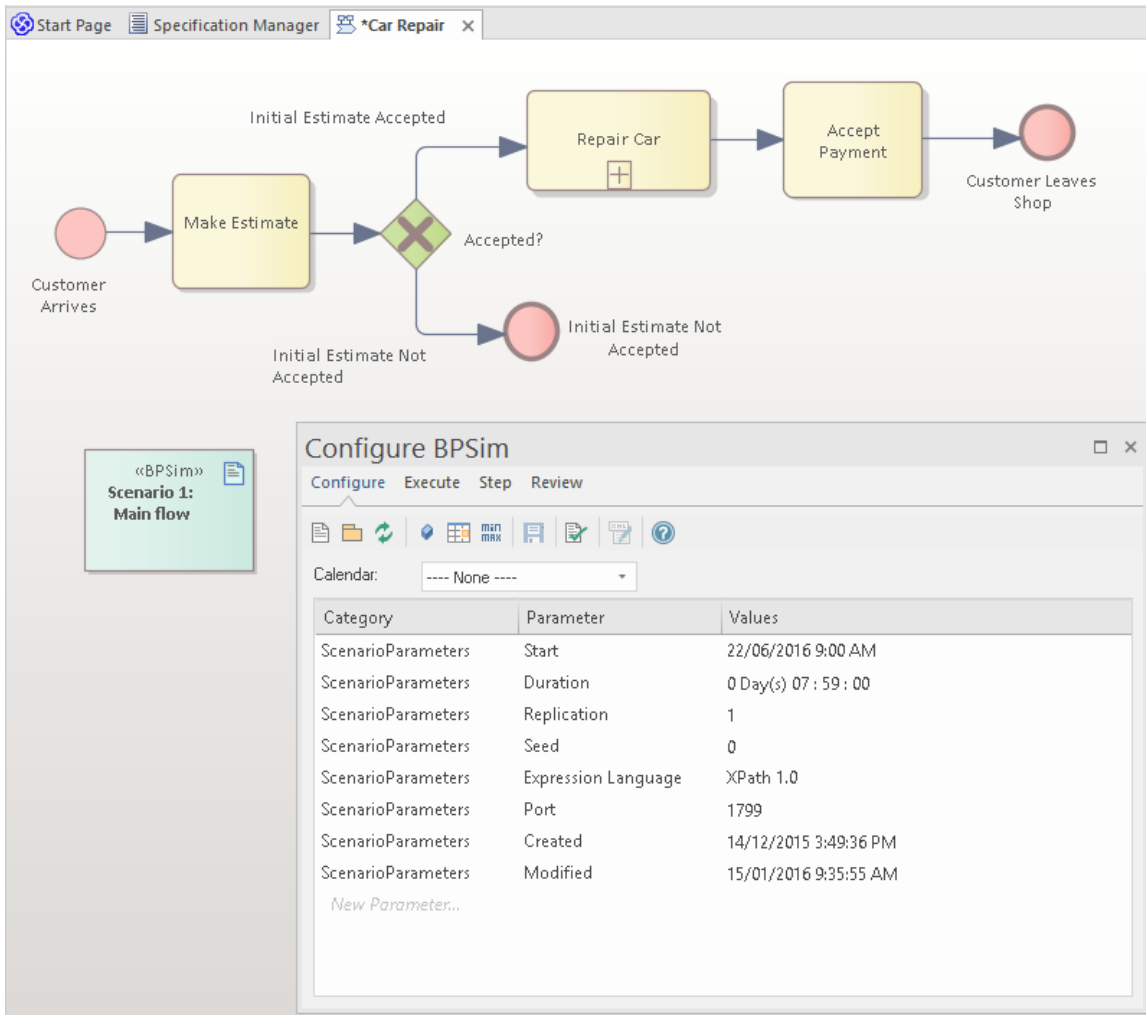 Start Page
Specification Manager
*Car Repair
Initial Estimate Accepted
Repair Car
Accept
Payment
Customer Leaves
Shop
Make Estimate
Accepted?
Customer
Arrives
Initial Estimate Not
Accepted
Initial Estimate Not
Accepted
«BPSim»
Scenario 1:
Main flow
Configure BPSim
Configure Execute Step Review
min
max
XML
Calendar: ---- None ----
Category Parameter Values
ScenarioParameters Start 22/06/2016 9:00 AM
ScenarioParameters Duration 0 Day(s) 07 : 59 : 00
ScenarioParameters Replication 1
ScenarioParameters Seed 0
ScenarioParameters Expression Language XPath 1.0
ScenarioParameters Port 1799
ScenarioParameters Created 14/12/2015 3:49:36 PM
ScenarioParameters Modified 15/01/2016 9:35:55 AM
New Parameter...